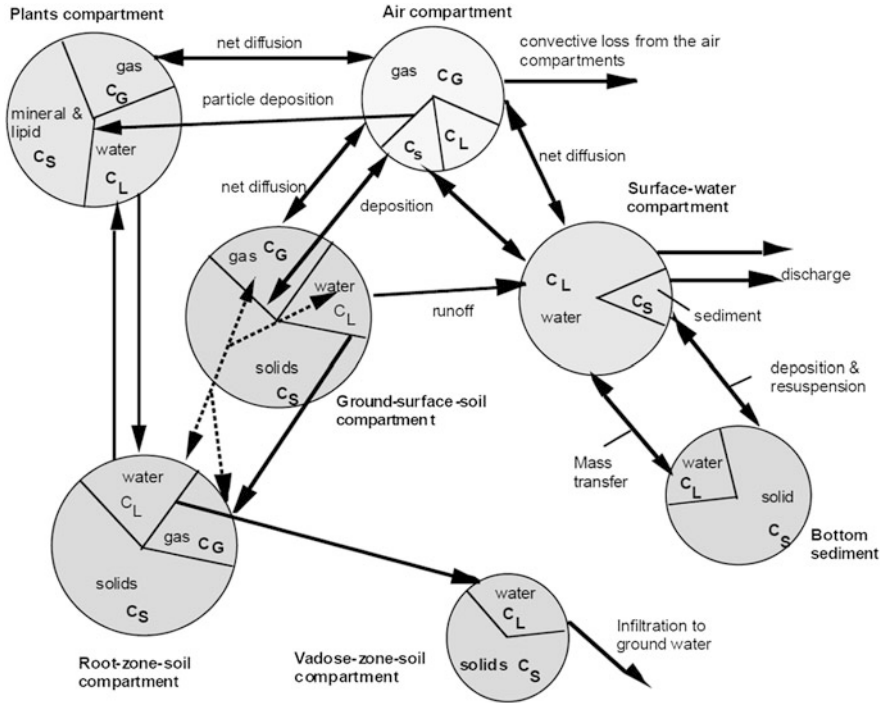 Plants compartment
Air compartment
net diffusion
convective loss from the air
compartments
gas
C_G
mineral &
lipid
C_S
water
C_L
particle deposition
gas C_G
C_S
C_L
net diffusion
deposition
net diffusion
Surface-water
compartment
gas C_G
water
C_L
solids
C_S
runoff
C_L
water
C_S
discharge
sediment
Ground-surface-soil
compartment
deposition &
resuspension
Mass
transfer
water
C_L
solid
C_S
Bottom
sediment
water
C_L
gas C_G
solids
C_S
Root-zone-soil
compartment
water
C_L
solids C_S
Vadose-zone-soil
compartment
Infiltration to
ground water